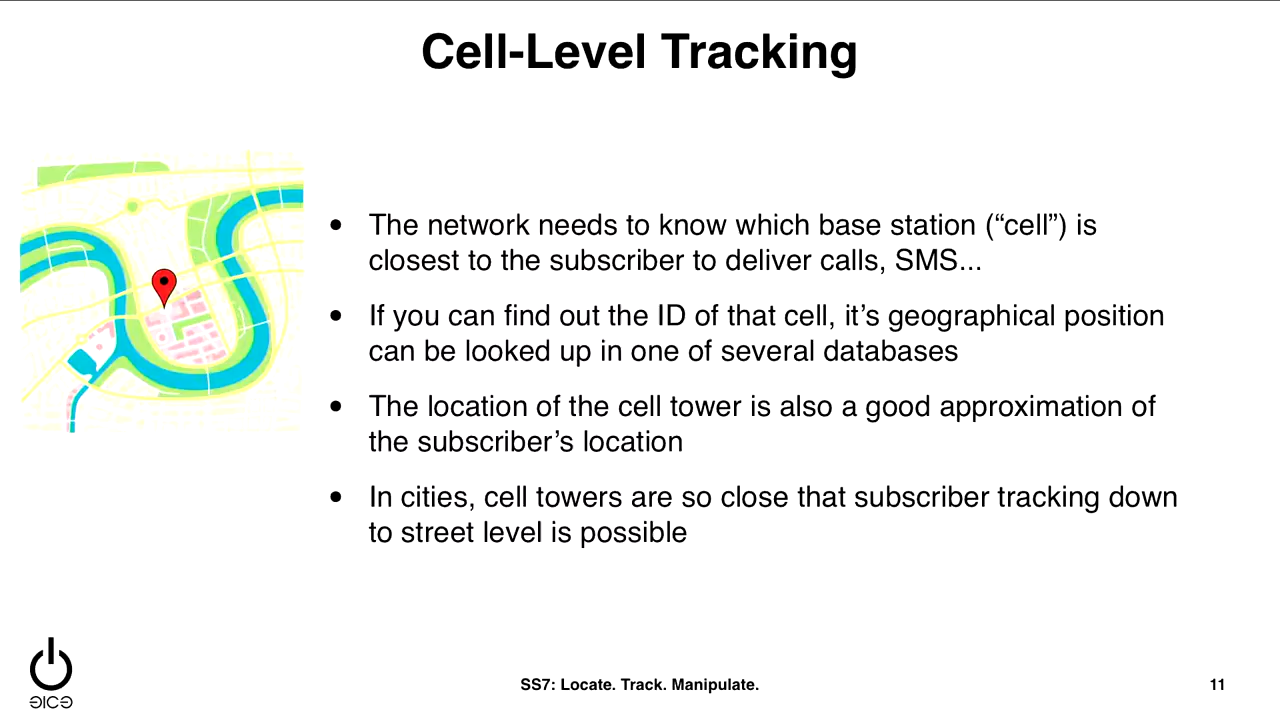 Cell-Level Tracking
• The network needs to know which base station (“cell”) is
closest to the subscriber to deliver calls, SMS...
• If you can find out the ID of that cell, it’s geographical position
can be looked up in one of several databases
• The location of the cell tower is also a good approximation of
the subscriber’s location
• In cities, cell towers are so close that subscriber tracking down
to street level is possible
SS7: Locate. Track. Manipulate.
11